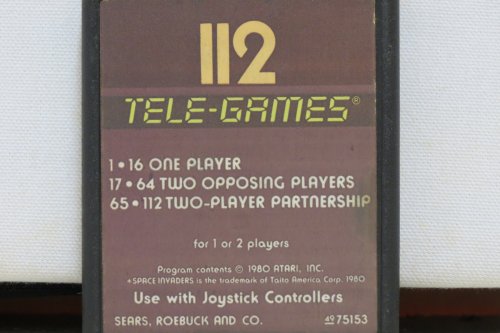 112
TELE-GAMES®
1•16 ONE PLAYER
17•64 TWO OPPOSING PLAYERS
65•112 TWO-PLAYER PARTNERSHIP
for 1 or 2 players
Program contents © 1980 ATARI, INC.
+SPACE INVADERS is the trademark of Taito America Corp. 1980
Use with Joystick Controllers
SEARS, ROEBUCK AND CO. 49 75153